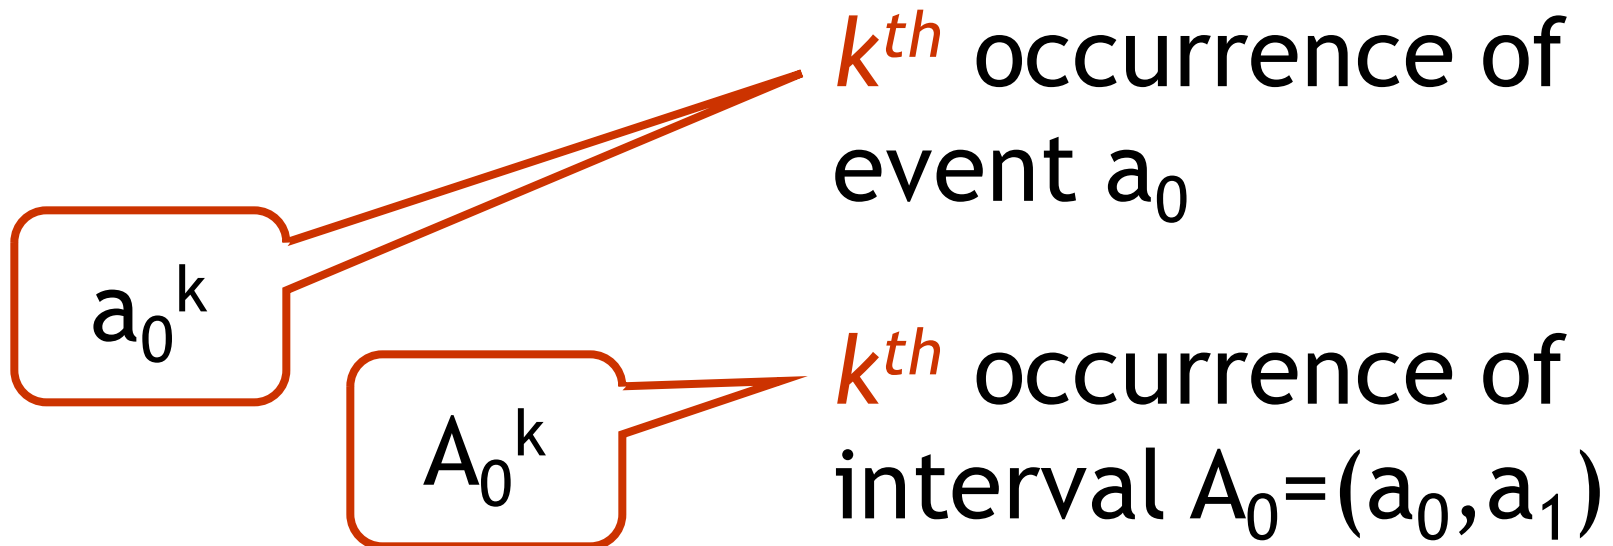 kth occurrence of
event a0
a0k
kth occurrence of
interval A0=(a0,a1)
A0k